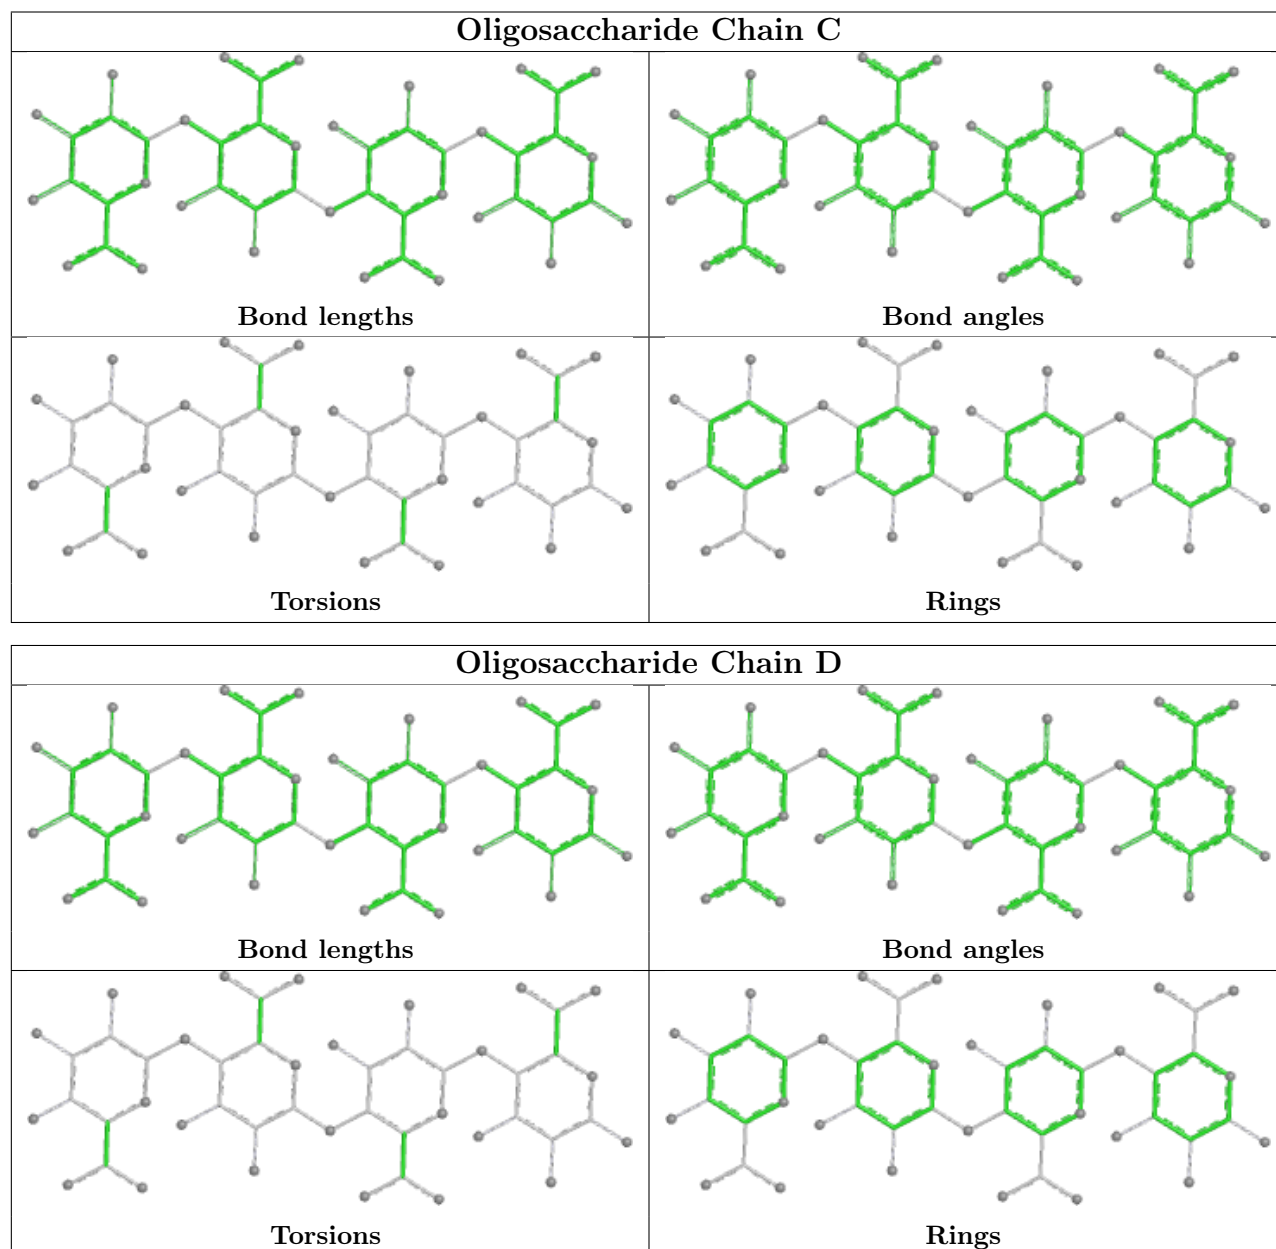 Oligosaccharide Chain C
Bond lengths
Bond angles
Torsions
Rings
Oligosaccharide Chain D
Bond lengths
Bond angles
Torsions
Rings